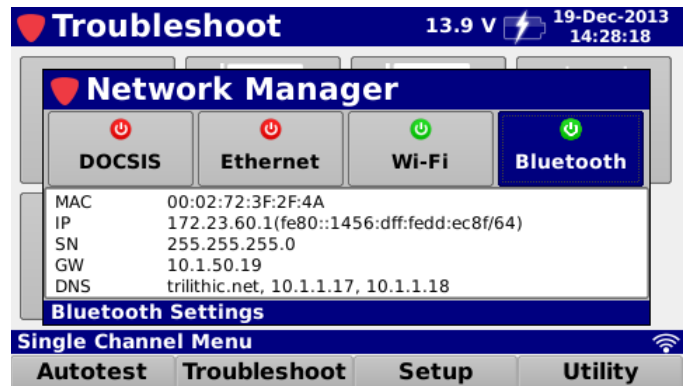 Troubleshoot 13.9 V 19-Dec-2013
14:28:18
Network Manager
DOCSIS Ethernet Wi-Fi Bluetooth
MAC 00:02:72:3F:2F:4A
IP 172.23.60.1(fe80::1456:dff:fedd:ec8f/64)
SN 255.255.255.0
GW 10.1.50.19
DNS trilithic.net, 10.1.1.17, 10.1.1.18
Bluetooth Settings
Single Channel Menu
Autotest Troubleshoot Setup Utility